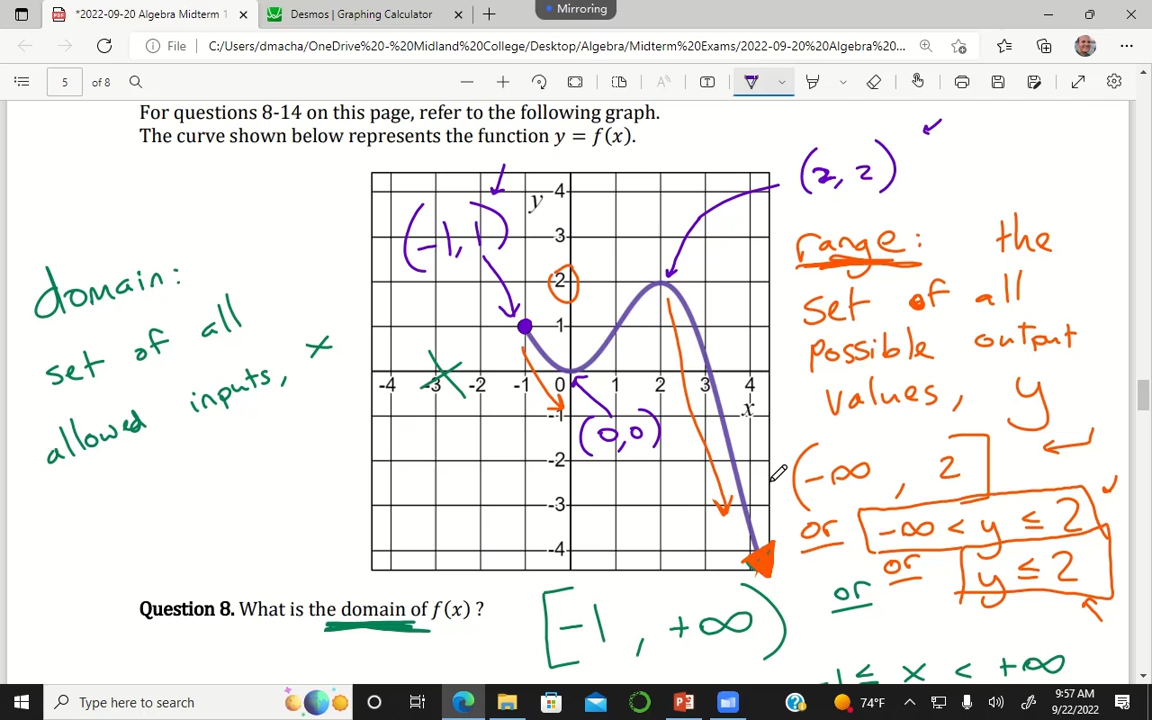 Mirroring
*2022-09-20 Algebra Midterm
Desmos | Graphing Calculator
File
C:/Users/dmacha/OneDrive%20-%20Midland%20College/Desktop/Algebra/Midterm%20Exams/2022-09-20%20Algebra%20...
5 of 8
For questions 8-14 on this page, refer to the following graph.
The curve shown below represents the function y = f(x).
(2, 2)
(-1, 1)
y
4
3
2
1
-4 -3 -2 -1 0 1 2 3 4
x
-1
-2
-3
-4
(0,0)
domain:
set of all
allowed inputs, x
range: the
set of all
possible output
values, y
(-∞, 2]
or -∞ < y ≤ 2
or y ≤ 2
Question 8. What is the domain of f(x) ?
[-1, +∞)
or
-1 ≤ x < +∞
Type here to search
74°F
9:57 AM
9/22/2022